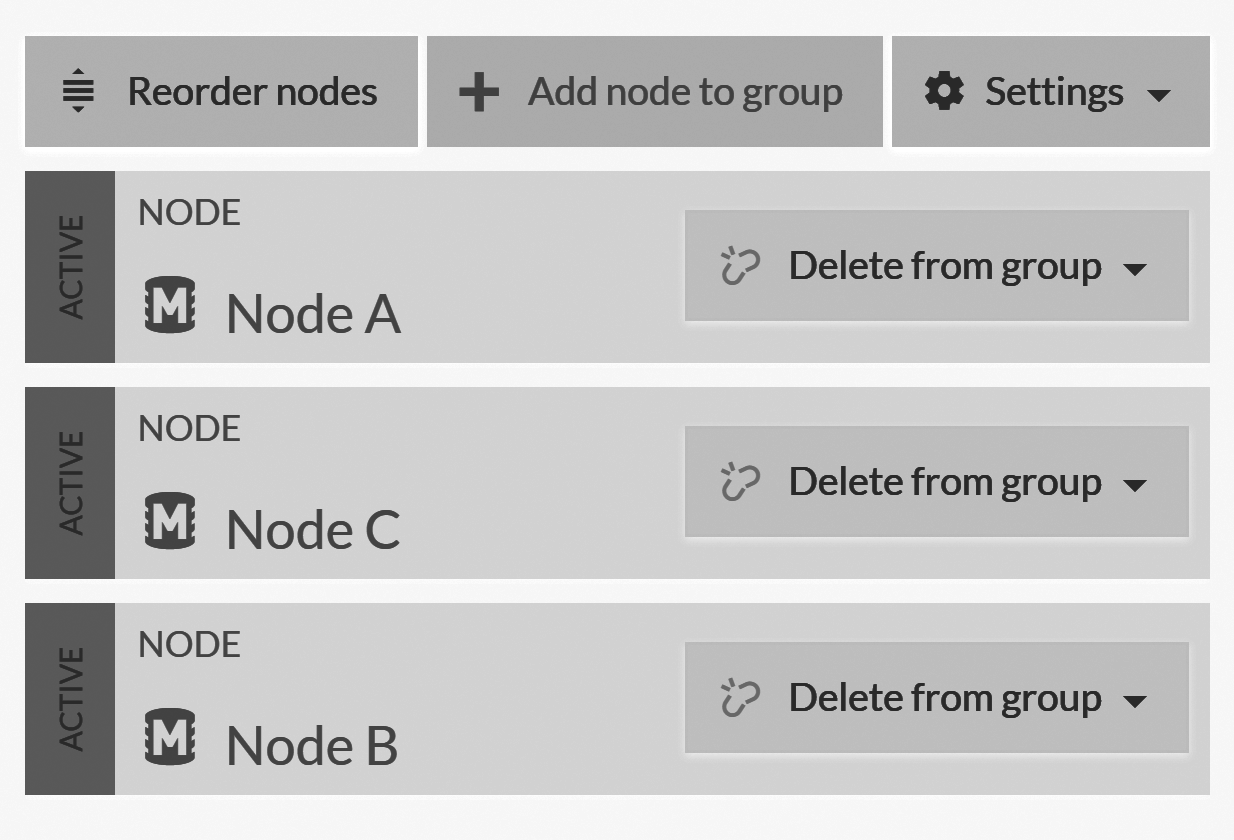 Reorder nodes
Add node to group
Settings
ACTIVE
NODE
M
Node A
Delete from group
ACTIVE
NODE
M
Node C
Delete from group
ACTIVE
NODE
M
Node B
Delete from group